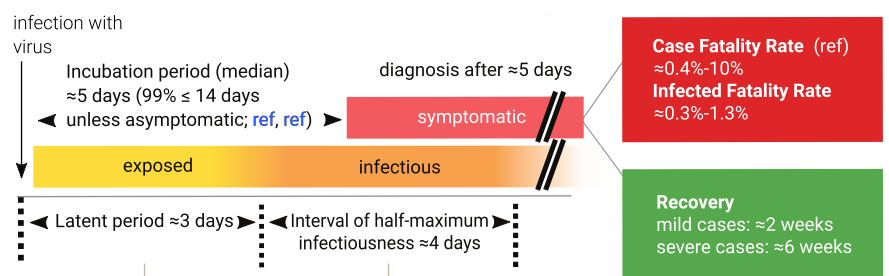 infection with
virus
Incubation period (median)
≈5 days (99% ≤ 14 days
unless asymptomatic; ref, ref)
diagnosis after ≈5 days
symptomatic
exposed
infectious
Latent period ≈3 days
Interval of half-maximum
infectiousness ≈4 days
Case Fatality Rate (ref)
≈0.4%-10%
Infected Fatality Rate
≈0.3%-1.3%
Recovery
mild cases: ≈2 weeks
severe cases: ≈6 weeks